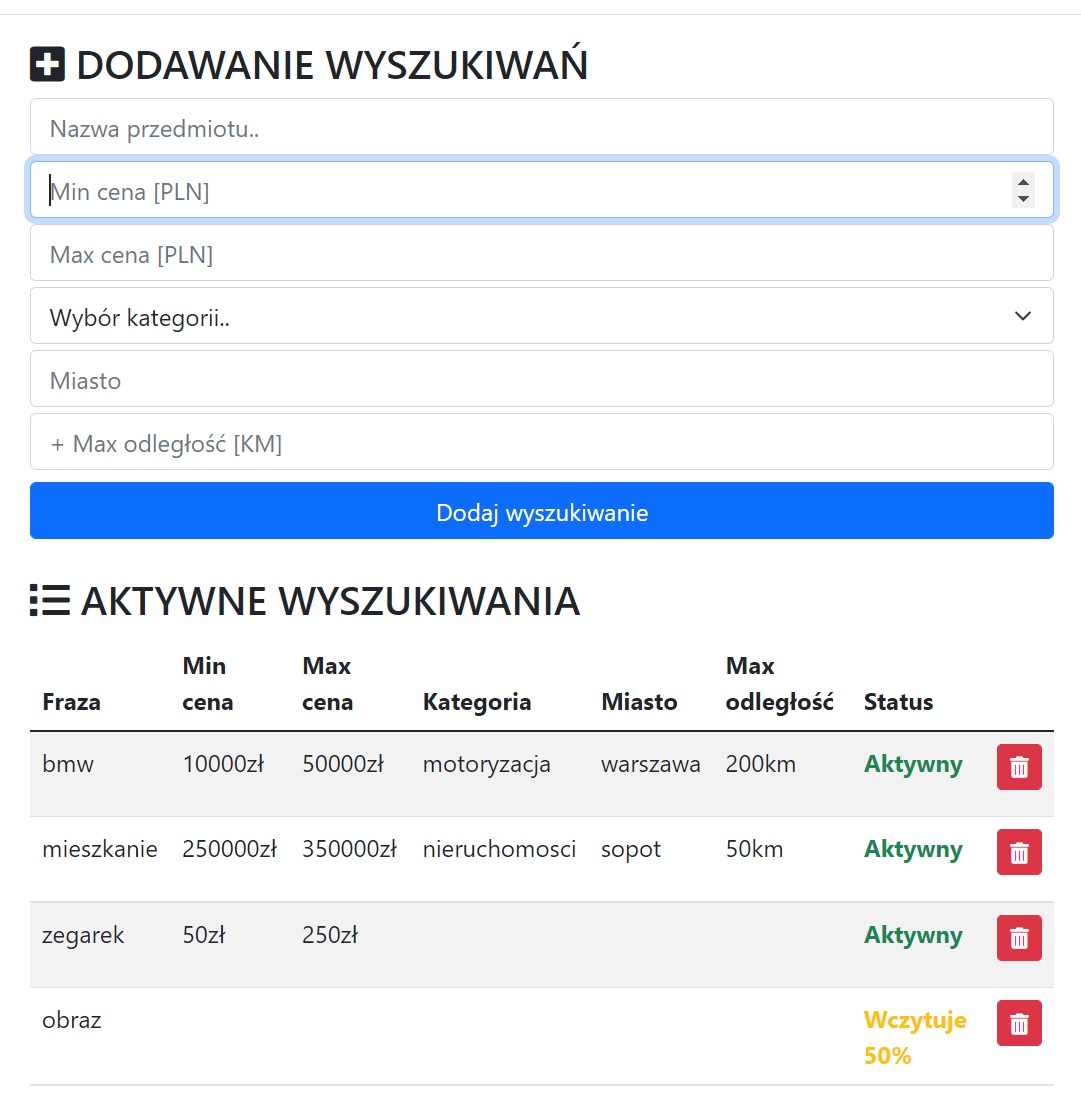 DODAWANIE WYSZUKIWAŃ
Nazwa przedmiotu..
Min cena [PLN]
Max cena [PLN]
Wybór kategorii..
Miasto
+ Max odległość [KM]
Dodaj wyszukiwanie
AKTYWNE WYSZUKIWANIA
Fraza Min cena Max cena Kategoria Miasto Max odległość Status
bmw 10000zł 50000zł motoryzacja warszawa 200km Aktywny
mieszkanie 250000zł 350000zł nieruchomosci sopot 50km Aktywny
zegarek 50zł 250zł Aktywny
obraz Wczytuje 50%